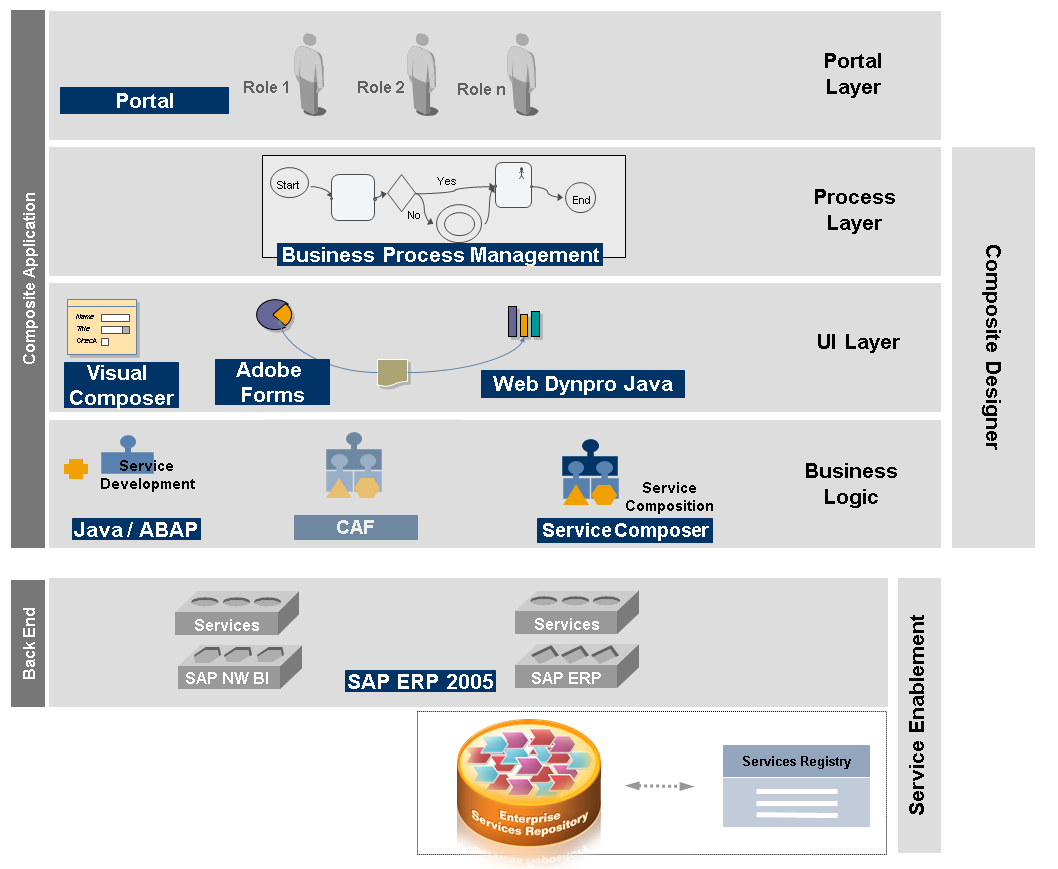 Composite Application
Portal
Role 1
Role 2
Role n
Portal
Layer
Start
Yes
No
End
Business Process Management
Process
Layer
Name
Title
Check
Visual
Composer
Adobe
Forms
Web Dynpro Java
UI Layer
Service
Development
Java / ABAP
CAF
Service
Composition
Service Composer
Business
Logic
Composite Designer
Back End
Services
SAP NW BI
SAP ERP 2005
Services
SAP ERP
Service Enablement
Enterprise
Services Repository
Services Registry